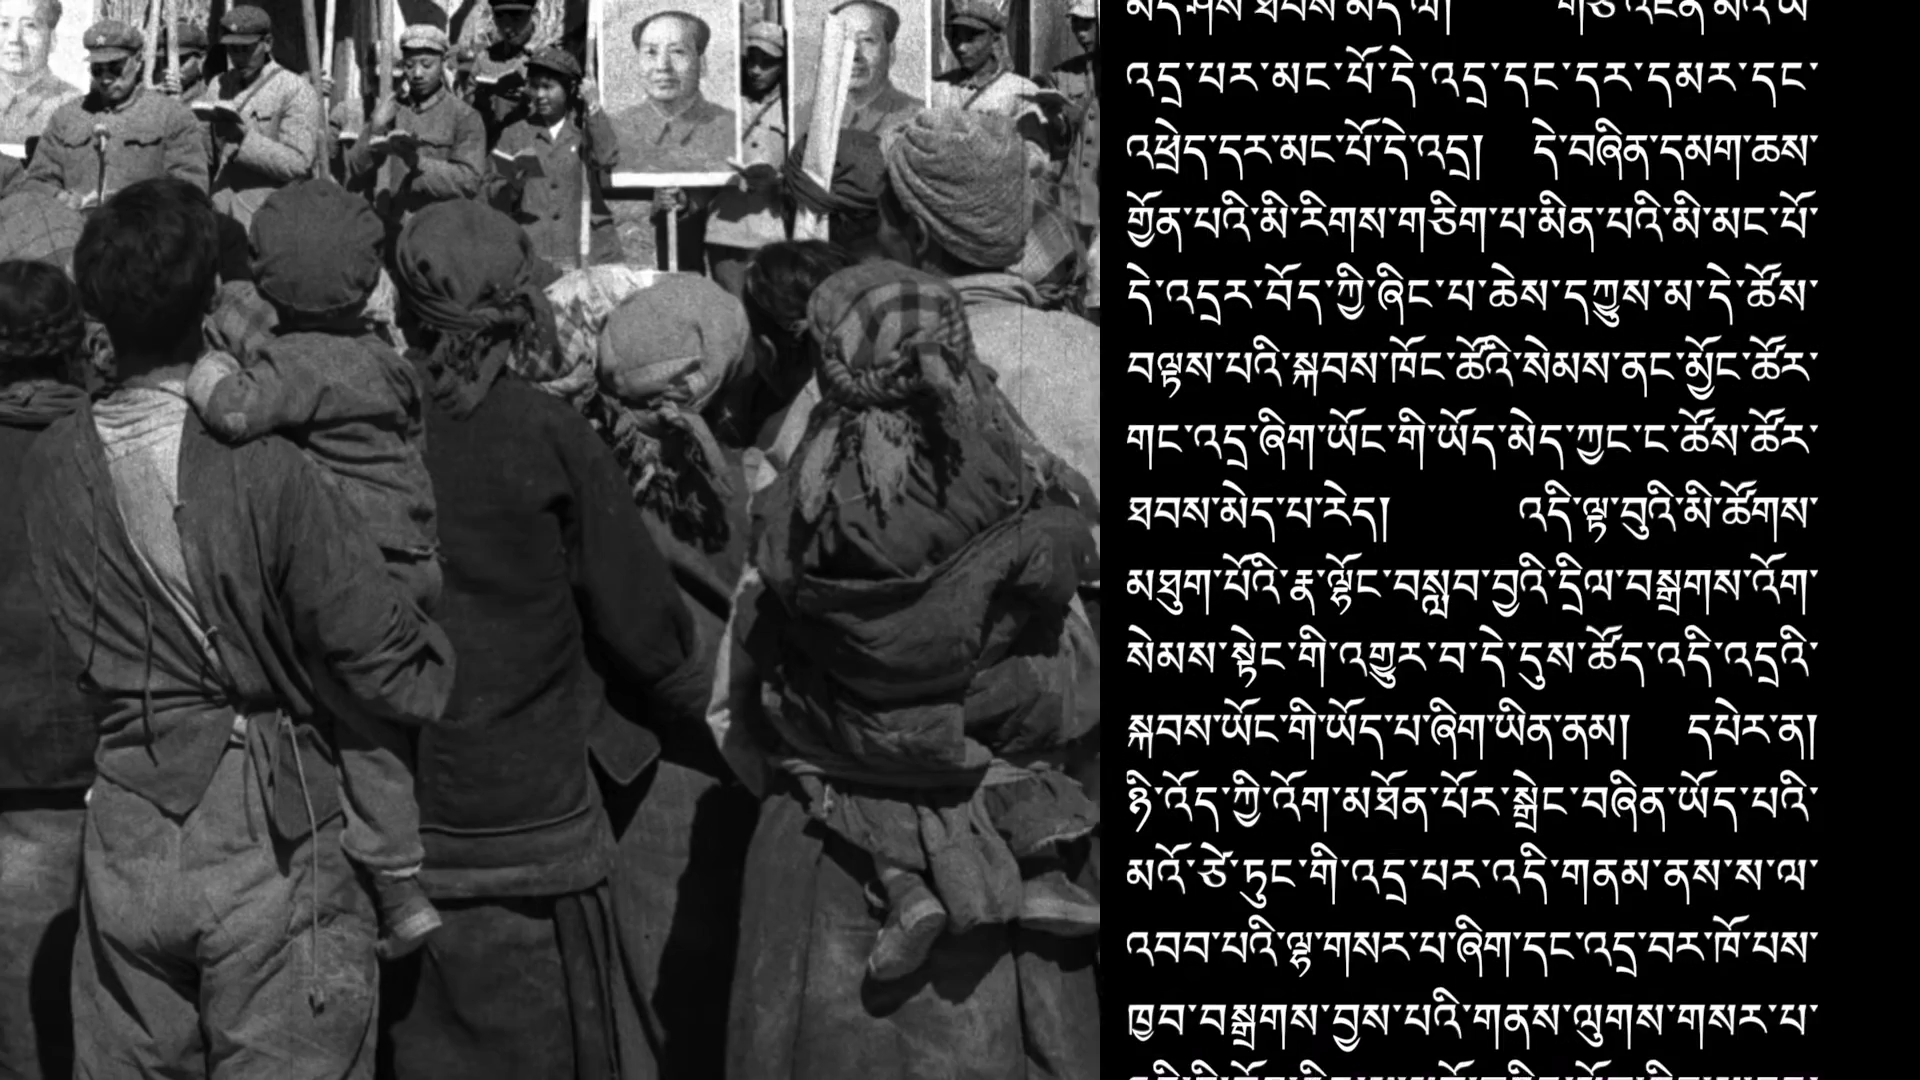 འདྲ་པར་མང་པོ་དེ་འདྲ་དང་དར་དམར་དང་
འཕྲེད་དར་མང་པོ་དེ་འདྲ། དེ་བཞིན་དམག་ཆས་
གྱོན་པའི་མི་རིགས་གཅིག་པ་མིན་པའི་མི་མང་པོ་
དེ་འདྲར་བོད་ཀྱི་ཞིང་པ་ཆེས་དཀྱུས་མ་དེ་ཚོས་
བལྟས་པའི་སྐབས་ཁོང་ཚོའི་སེམས་ནང་མྱོང་ཚོར་
གང་འདྲ་ཞིག་ཡོང་གི་ཡོད་མེད་ཀྱང་ང་ཚོས་ཚོར་
ཐབས་མེད་པ་རེད། འདི་ལྟ་བུའི་མི་ཚོགས་
མཐུག་པོའི་རྣ་ལྟོང་བསླབ་བྱའི་དྲིལ་བསྒྲགས་འོག་
སེམས་སྟེང་གི་འགྱུར་བ་དེ་དུས་ཚོད་འདི་འདྲའི་
སྐབས་ཡོང་གི་ཡོད་པ་ཞིག་ཡིན་ནམ། དཔེར་ན།
ཉི་འོད་ཀྱི་འོག་མཐོན་པོར་སྒྲེང་བཞིན་ཡོད་པའི་
མའོ་ཙེ་ཏུང་གི་འདྲ་པར་འདི་གནམ་ནས་ས་ལ་
འབབ་པའི་ལྷ་གསར་པ་ཞིག་དང་འདྲ་བར་ཁོ་པས་
ཁྱབ་བསྒྲགས་བྱས་པའི་གནས་ལུགས་གསར་པ་